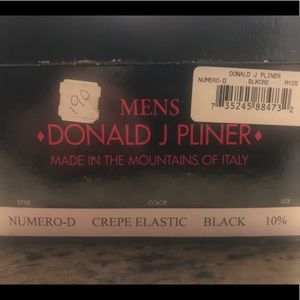 DONALD J PLINER
NUMERO-D BLKCRE M105
7 35245 88473 2
190
MENS
♦DONALD J PLINER♦
MADE IN THE MOUNTAINS OF ITALY
STYLE COLOR SIZE
NUMERO-D CREPE ELASTIC BLACK 10½